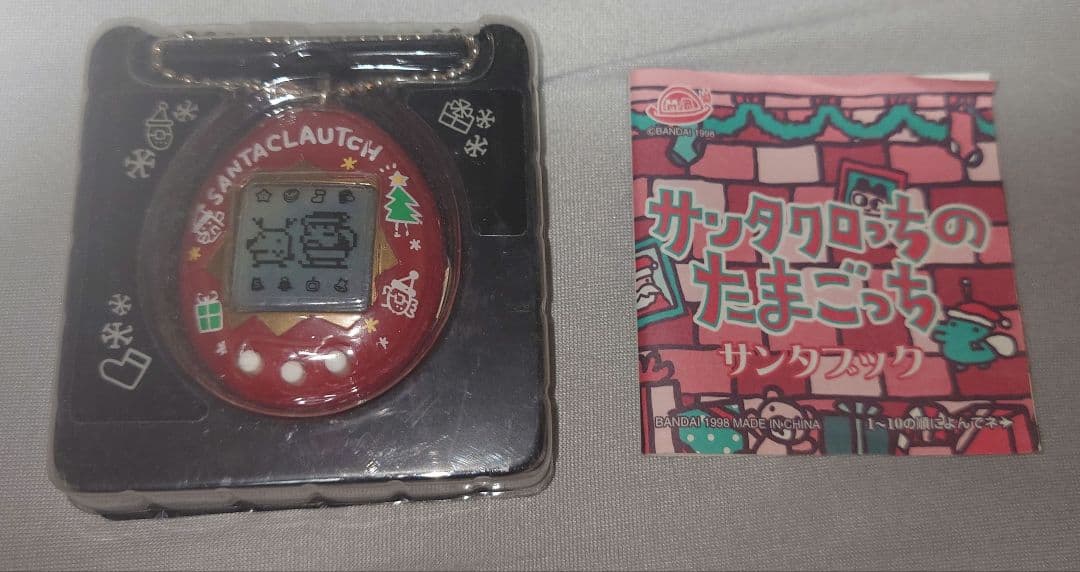 SANTACLAUTCH
©BANDAI 1998
サンタクロっちの
たまごっち
サンタブック
BANDAI 1998 MADE IN CHINA
1~10の順によんでネ→